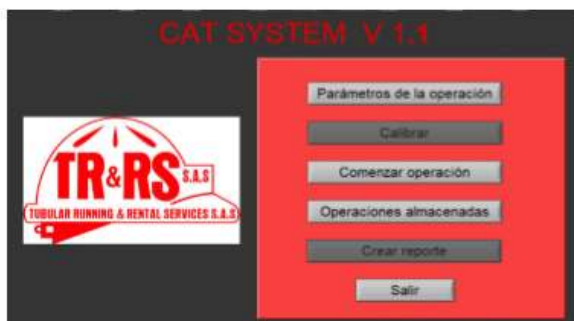 CAT SYSTEM V 1.1
TR&RS S.A.S
TUBULAR RUNNING & RENTAL SERVICES S.A.S
Parámetros de la operación
Calibrar
Comenzar operación
Operaciones almacenadas
Crear reporte
Salir